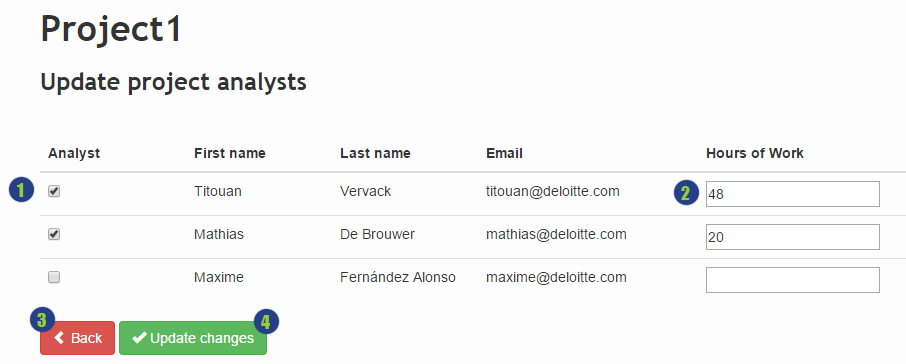 Project1
Update project analysts
Analyst First name Last name Email Hours of Work
1 Titouan Vervack titouan@deloitte.com 2 48
Mathias De Brouwer mathias@deloitte.com 20
Maxime Fernández Alonso maxime@deloitte.com
3 Back 4 Update changes